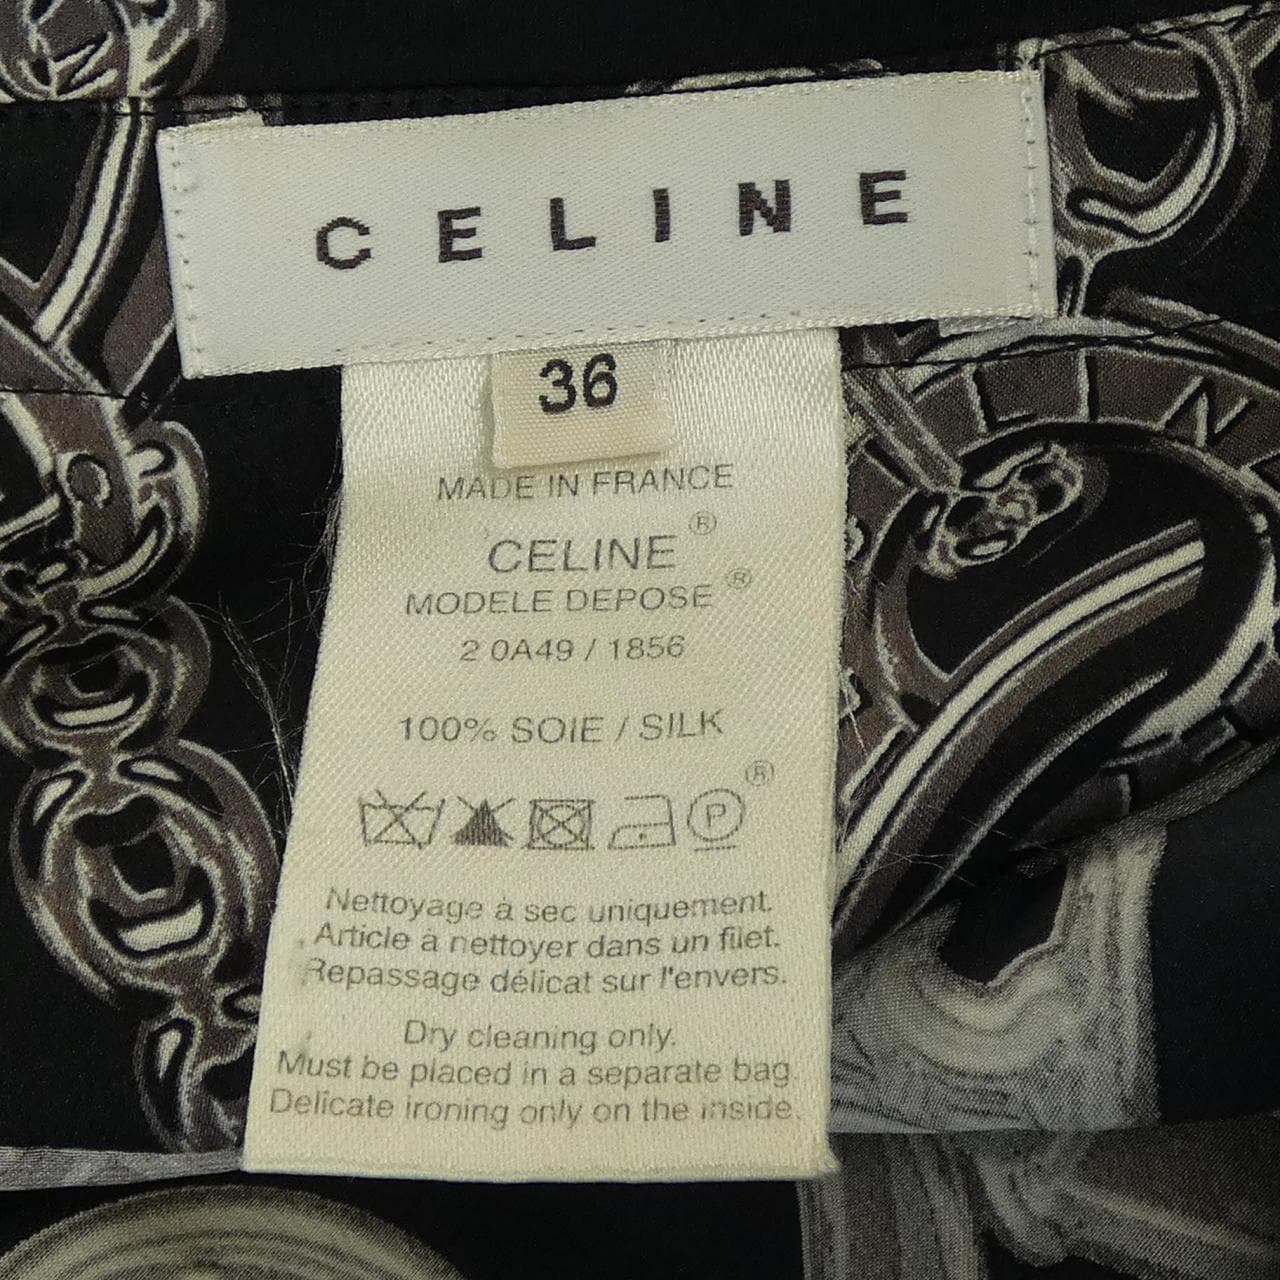 CELINE
36
MADE IN FRANCE
CELINE®
MODELE DEPOSE®
2 0A49 / 1856
100% SOIE / SILK
P ®
Nettoyage à sec uniquement.
Article à nettoyer dans un filet.
Repassage délicat sur l'envers.
Dry cleaning only.
Must be placed in a separate bag.
Delicate ironing only on the inside.